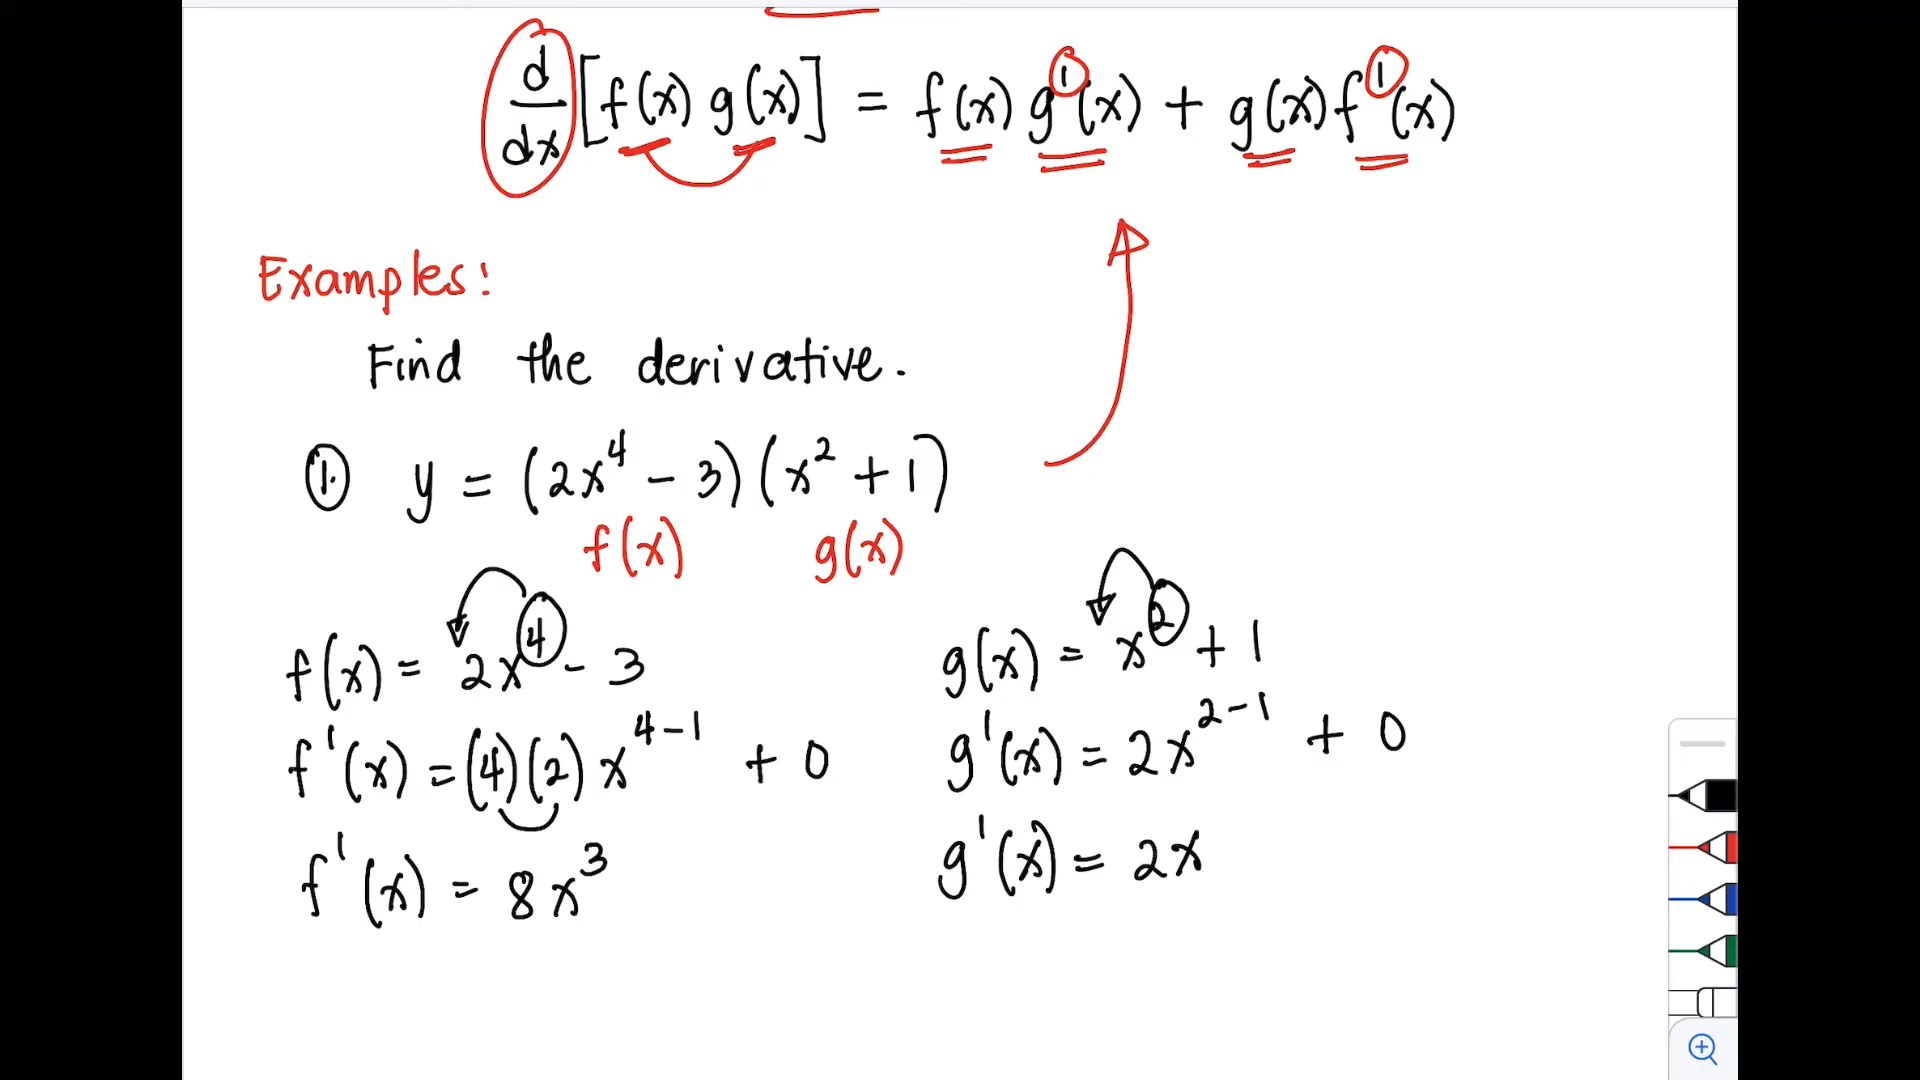 d/dx [f(x) g(x)] = f(x) g'(x) + g(x) f'(x)
Examples:
Find the derivative.
① y = (2x⁴ - 3)(x² + 1)
f(x) g(x)
f(x) = 2x⁴ - 3
f'(x) = (4)(2)x⁴⁻¹ + 0
f'(x) = 8x³
g(x) = x² + 1
g'(x) = 2x²⁻¹ + 0
g'(x) = 2x